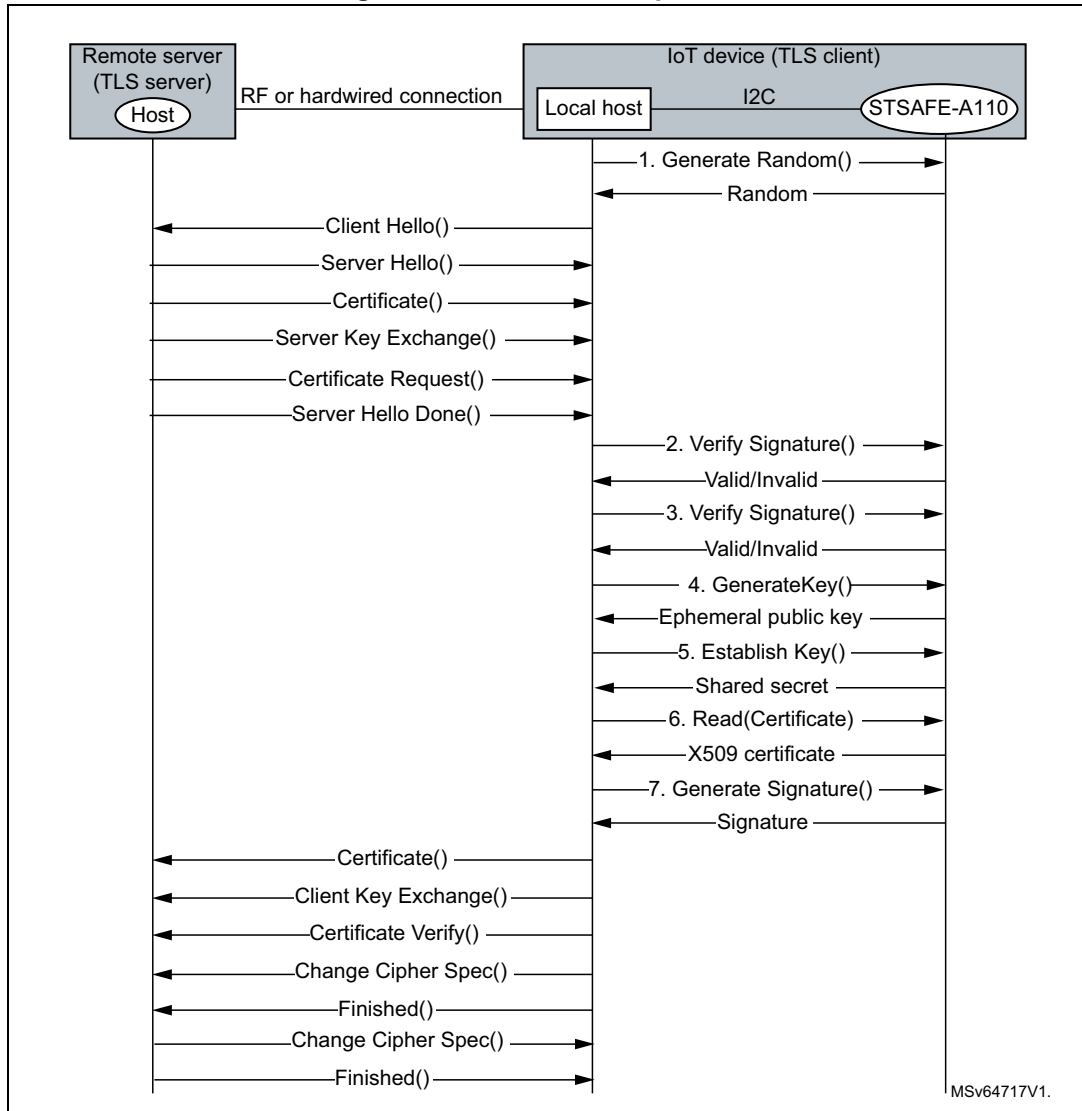 Remote server
(TLS server)
Host
RF or hardwired connection
IoT device (TLS client)
Local host
I2C
STSAFE-A110
1. Generate Random()
Random
Client Hello()
Server Hello()
Certificate()
Server Key Exchange()
Certificate Request()
Server Hello Done()
2. Verify Signature()
Valid/Invalid
3. Verify Signature()
Valid/Invalid
4. GenerateKey()
Ephemeral public key
5. Establish Key()
Shared secret
6. Read(Certificate)
X509 certificate
7. Generate Signature()
Signature
Certificate()
Client Key Exchange()
Certificate Verify()
Change Cipher Spec()
Finished()
Change Cipher Spec()
Finished()
MSv64717V1.